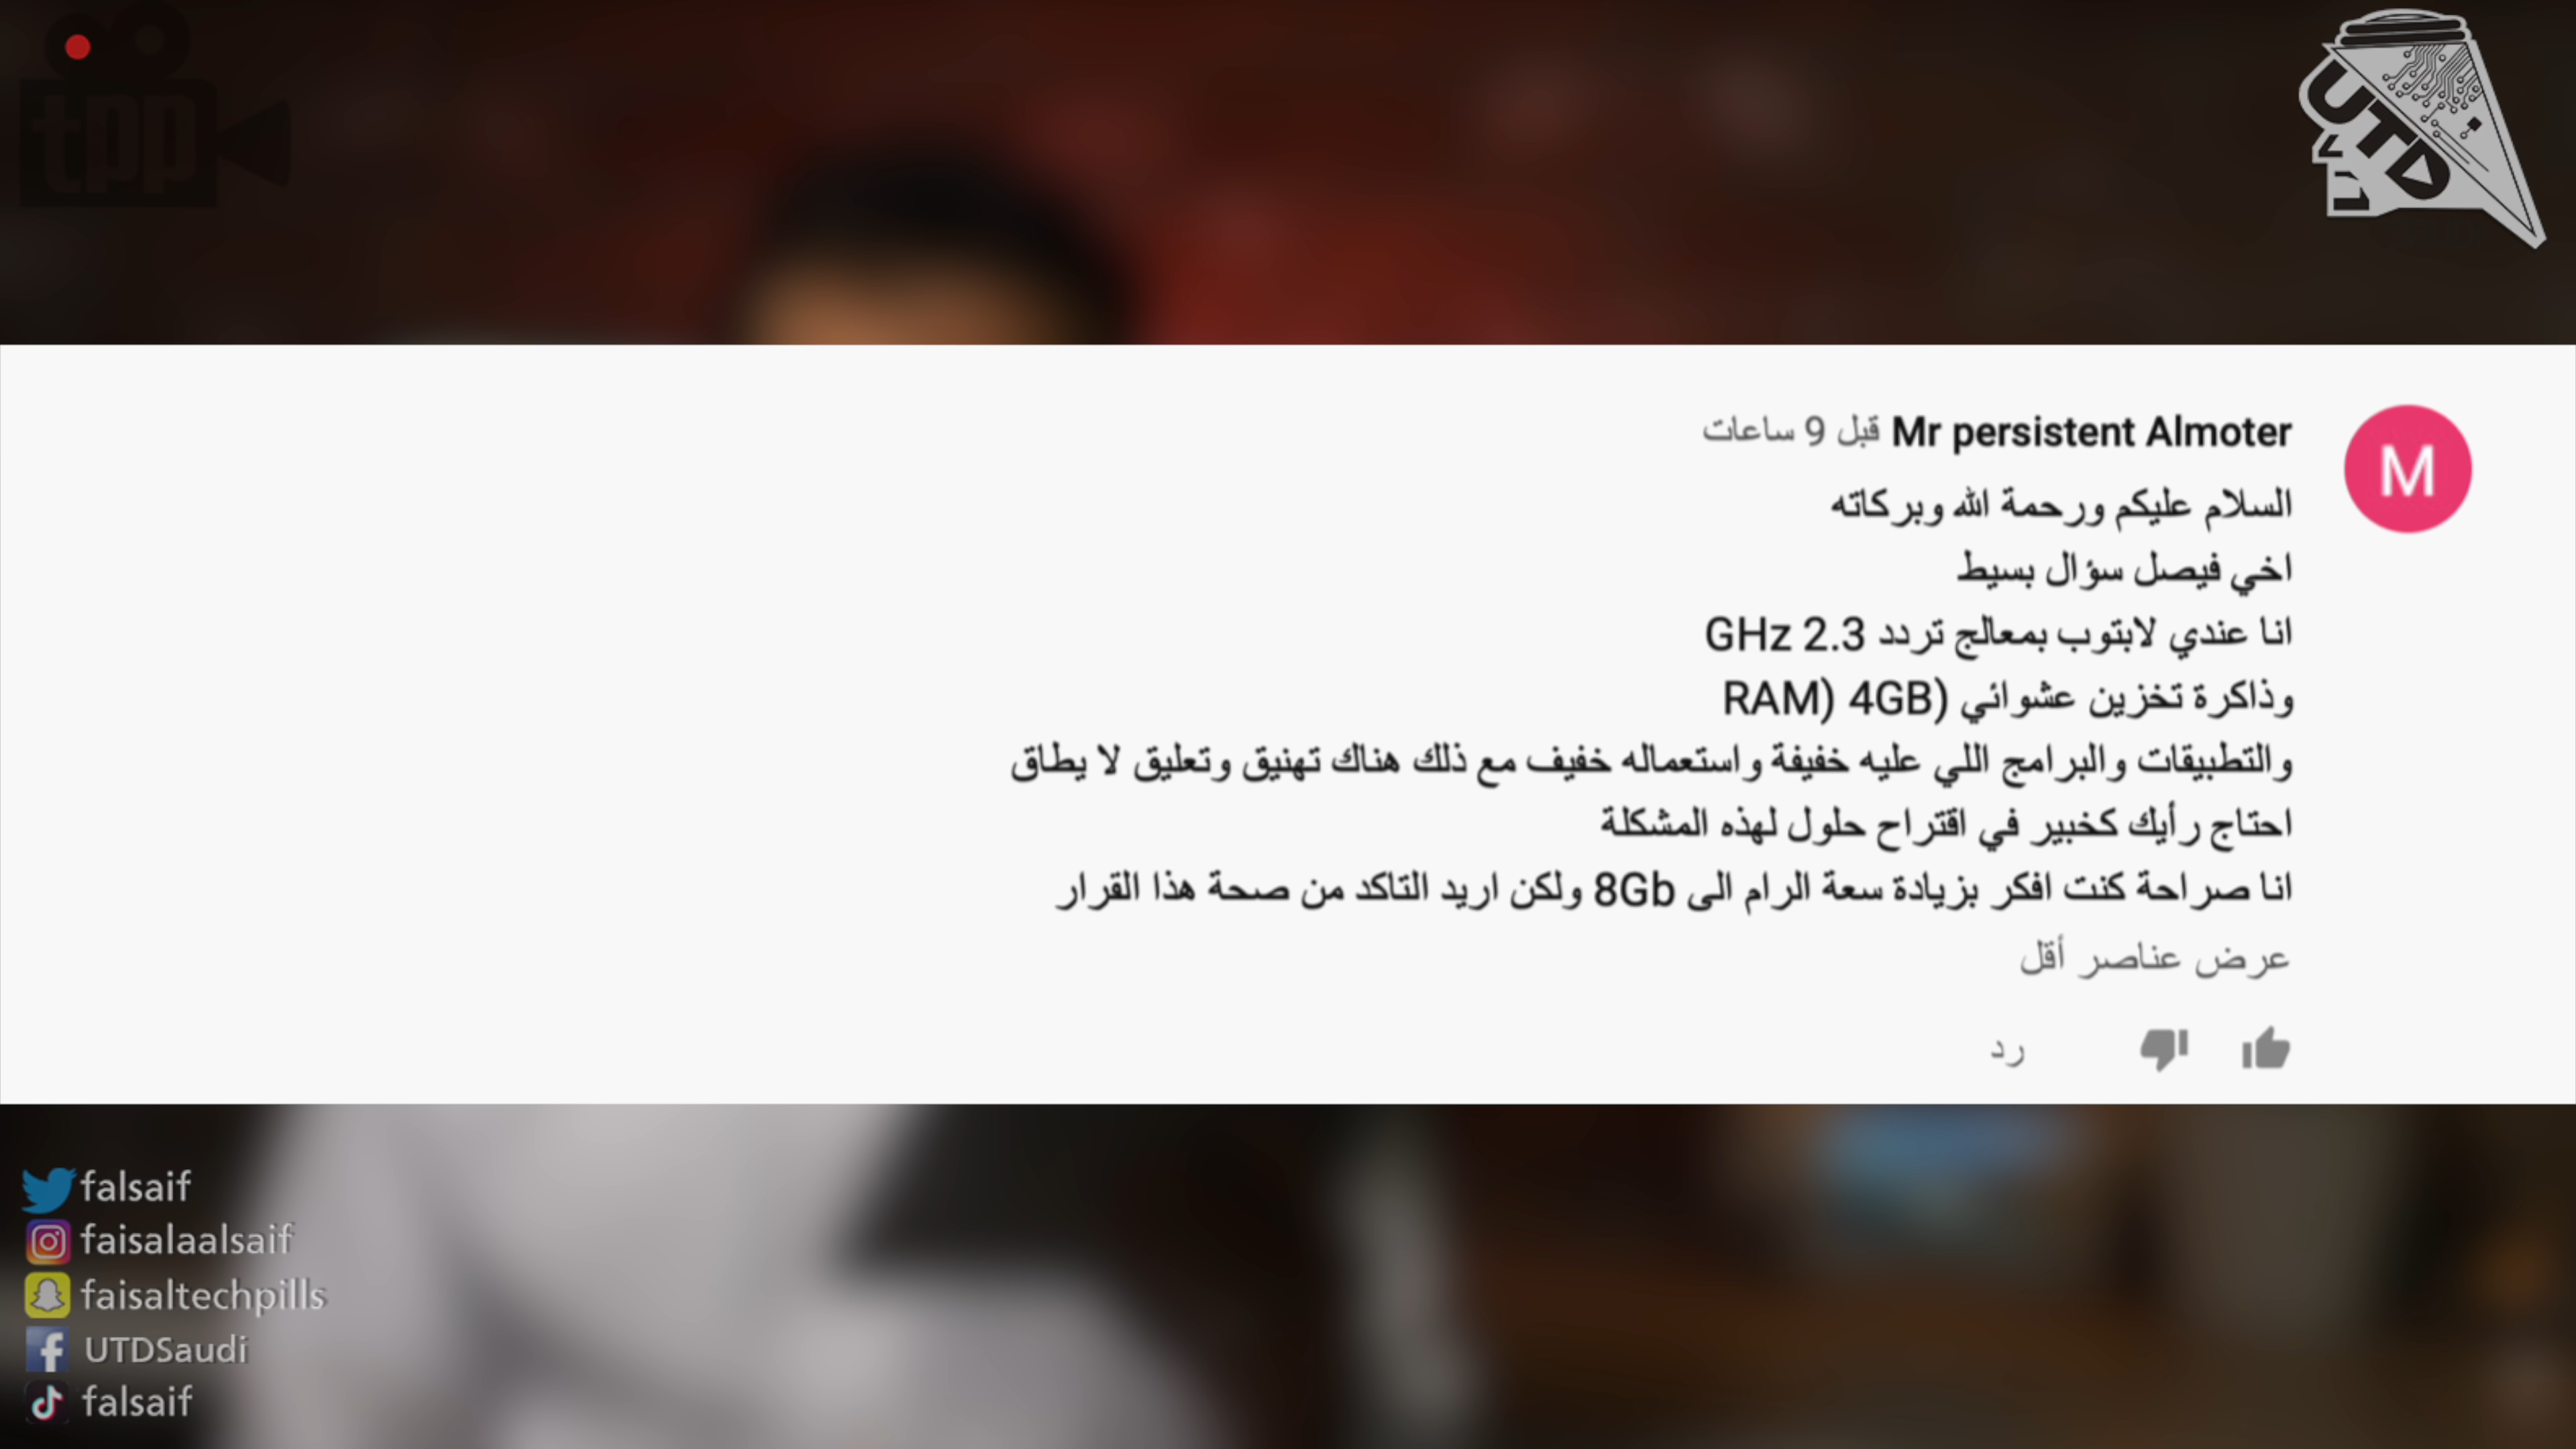 tpp
UTD
Mr persistent Almoter قبل 9 ساعات
M
السلام عليكم ورحمة الله وبركاته
اخي فيصل سؤال بسيط
انا عندي لابتوب بمعالج تردد 2.3 GHz
وذاكرة تخزين عشوائي (RAM) 4GB
والتطبيقات والبرامج اللي عليه خفيفة واستعماله خفيف مع ذلك هناك تهنيق وتعليق لا يطاق
احتاج رأيك كخبير في اقتراح حلول لهذه المشكلة
انا صراحة كنت افكر بزيادة سعة الرام الى 8Gb ولكن اريد التاكد من صحة هذا القرار
عرض عناصر أقل
رد
falsaif
faisalaalsaif
faisaltechpills
UTDSaudi
falsaif